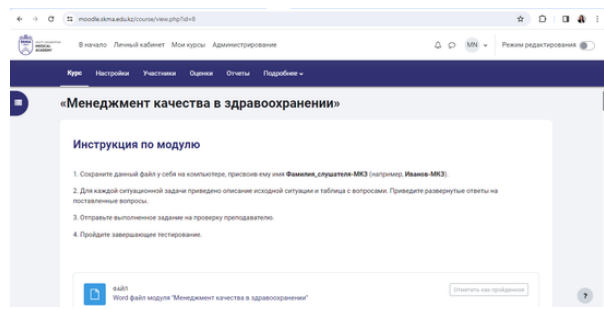 moodle.skma.edu.kz/course/view.php?id=8
SKMA
MEDICAL
ACADEMY
В начало Личный кабинет Мои курсы Администрирование
MN
Режим редактирования
Курс Настройки Участники Оценки Отчеты Подробнее
«Менеджмент качества в здравоохранении»
Инструкция по модулю
1. Сохраните данный файл у себя на компьютере, присвоив ему имя Фамилия_слушателя-МКЗ (например, Иванов-МКЗ).
2. Для каждой ситуационной задачи приведено описание исходной ситуации и таблица с вопросами. Приведите развернутые ответы на
поставленные вопросы.
3. Отправьте выполненное задание на проверку преподавателю.
4. Пройдите завершающее тестирование.
ФАЙЛ
Word файл модуля "Менеджмент качества в здравоохранении"
Отметить как пройденное
?